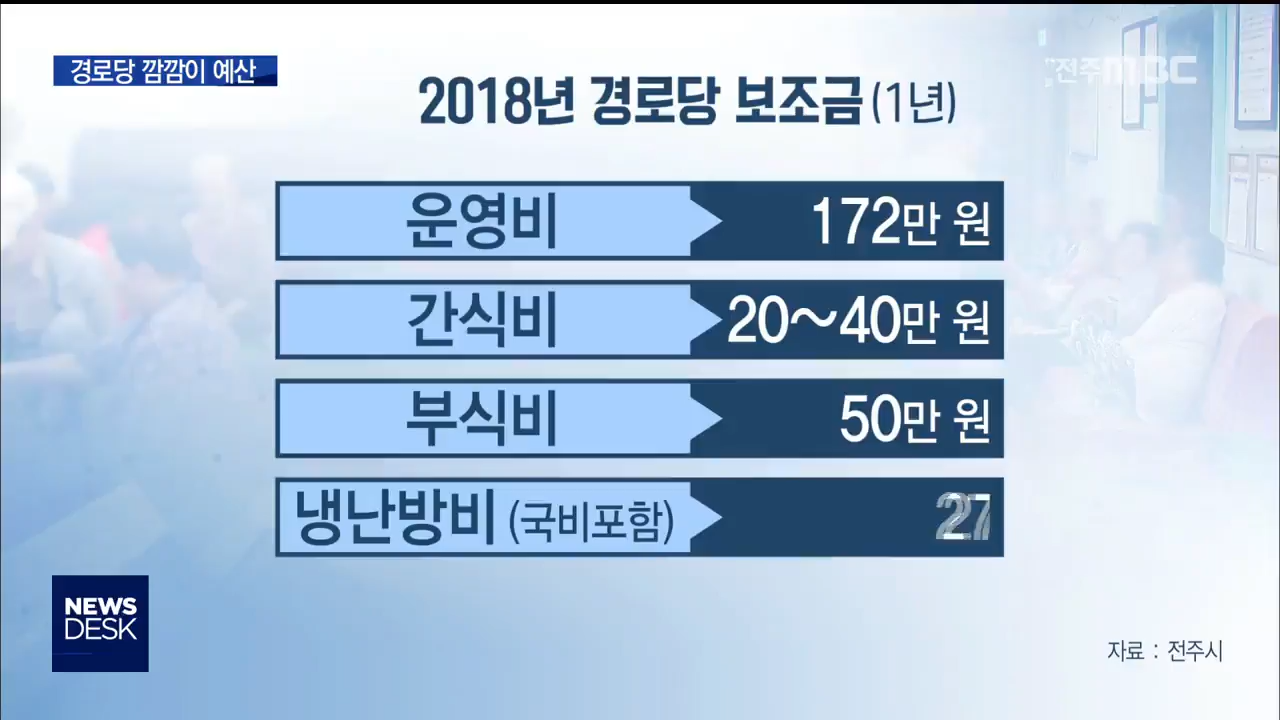 경로당 깜깜이 예산
전주MBC
2018년 경로당 보조금(1년)
운영비 172만 원
간식비 20~40만 원
부식비 50만 원
냉난방비 (국비포함)
NEWS
DESK
자료 : 전주시